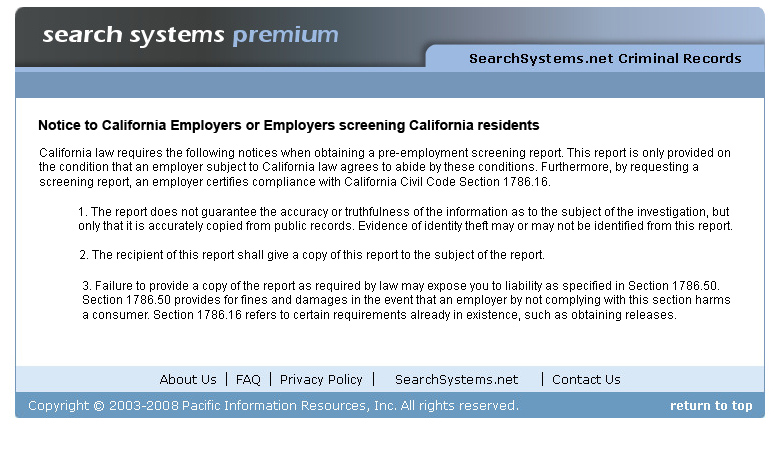 search systems premium
SearchSystems.net Criminal Records
Notice to California Employers or Employers screening California residents
California law requires the following notices when obtaining a pre-employment screening report. This report is only provided on
the condition that an employer subject to California law agrees to abide by these conditions. Furthermore, by requesting a
screening report, an employer certifies compliance with California Civil Code Section 1786.16.
1. The report does not guarantee the accuracy or truthfulness of the information as to the subject of the investigation, but
only that it is accurately copied from public records. Evidence of identity theft may or may not be identified from this report.
2. The recipient of this report shall give a copy of this report to the subject of the report.
3. Failure to provide a copy of the report as required by law may expose you to liability as specified in Section 1786.50.
Section 1786.50 provides for fines and damages in the event that an employer by not complying with this section harms
a consumer. Section 1786.16 refers to certain requirements already in existence, such as obtaining releases.
About Us | FAQ | Privacy Policy | SearchSystems.net | Contact Us
Copyright © 2003-2008 Pacific Information Resources, Inc. All rights reserved. return to top